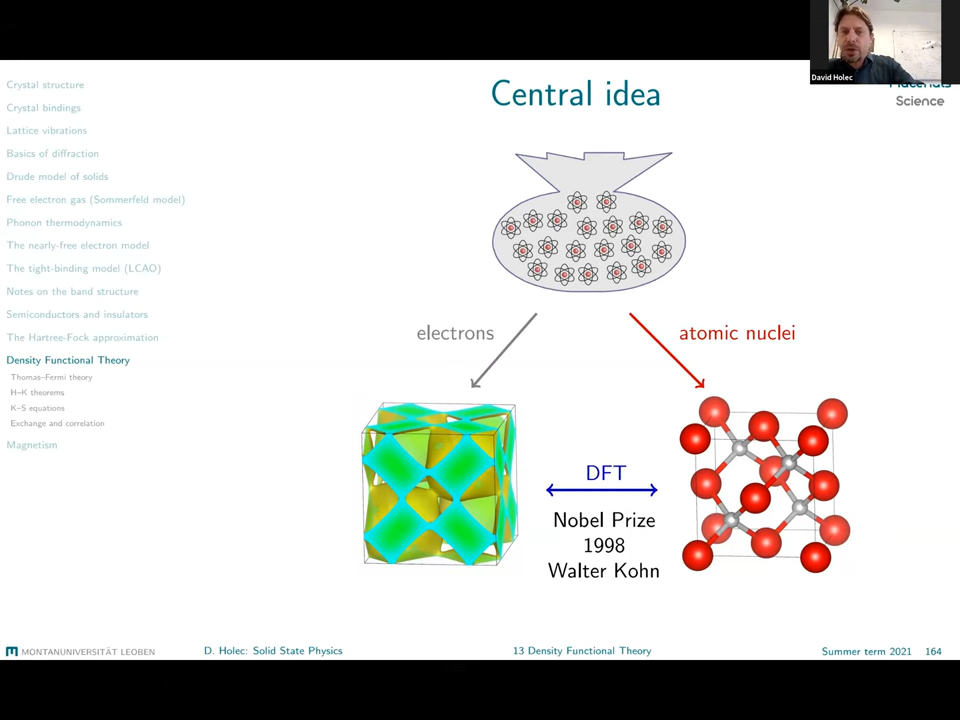 David Holec
Materials
Science
Central idea
Crystal structure
Crystal bindings
Lattice vibrations
Basics of diffraction
Drude model of solids
Free electron gas (Sommerfeld model)
Phonon thermodynamics
The nearly-free electron model
The tight-binding model (LCAO)
Notes on the band structure
Semiconductors and insulators
The Hartree-Fock approximation
Density Functional Theory
Thomas–Fermi theory
H–K theorems
K–S equations
Exchange and correlation
Magnetism
electrons
atomic nuclei
DFT
Nobel Prize
1998
Walter Kohn
MONTANUNIVERSITÄT LEOBEN
D. Holec: Solid State Physics
13 Density Functional Theory
Summer term 2021 164